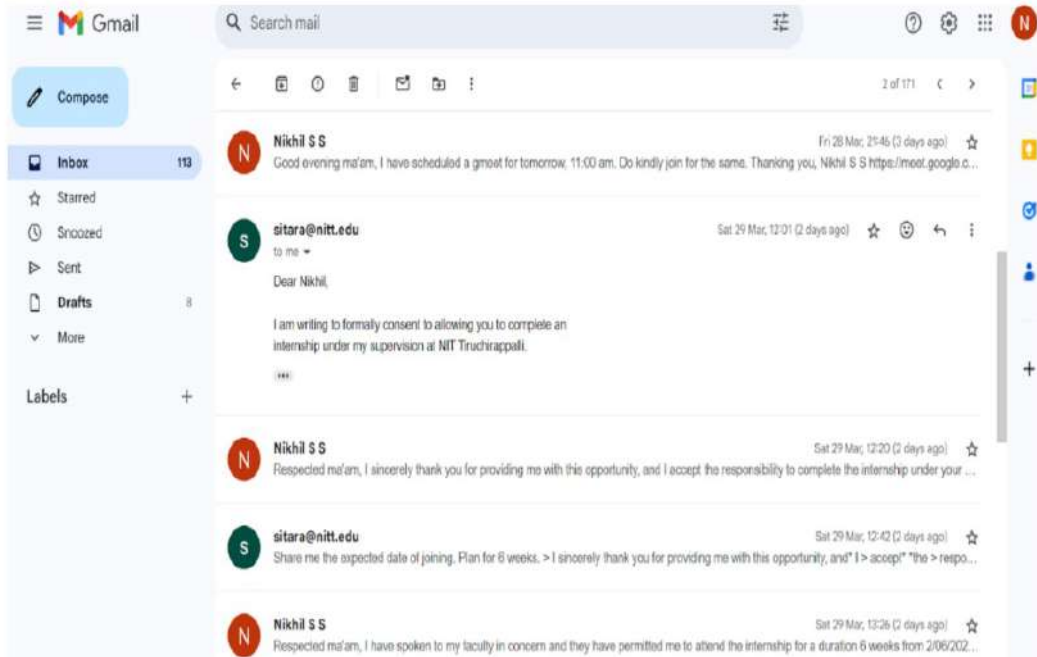 Gmail
Search mail
N
Compose
2 of 171
Inbox 113
Starred
Snoozed
Sent
Drafts 8
More
Labels
N
Nikhil S S
Fri 28 Mar, 21:46 (3 days ago)
Good evening ma'am, I have scheduled a gmeet for tomorrow, 11:00 am. Do kindly join for the same. Thanking you, Nikhil S S https://meet.google.c...
S
sitara@nitt.edu
Sat 29 Mar, 12:01 (2 days ago)
to me
Dear Nikhil,
I am writing to formally consent to allowing you to complete an
internship under my supervision at NIT Tiruchirappalli.
N
Nikhil S S
Sat 29 Mar, 12:20 (2 days ago)
Respected ma'am, I sincerely thank you for providing me with this opportunity, and I accept the responsibility to complete the internship under your ...
S
sitara@nitt.edu
Sat 29 Mar, 12:42 (2 days ago)
Share me the expected date of joining. Plan for 6 weeks. > I sincerely thank you for providing me with this opportunity, and* I > accept* *the > respo...
N
Nikhil S S
Sat 29 Mar, 13:26 (2 days ago)
Respected ma'am, I have spoken to my faculty in concern and they have permitted me to attend the internship for a duration 6 weeks from 2/06/202...